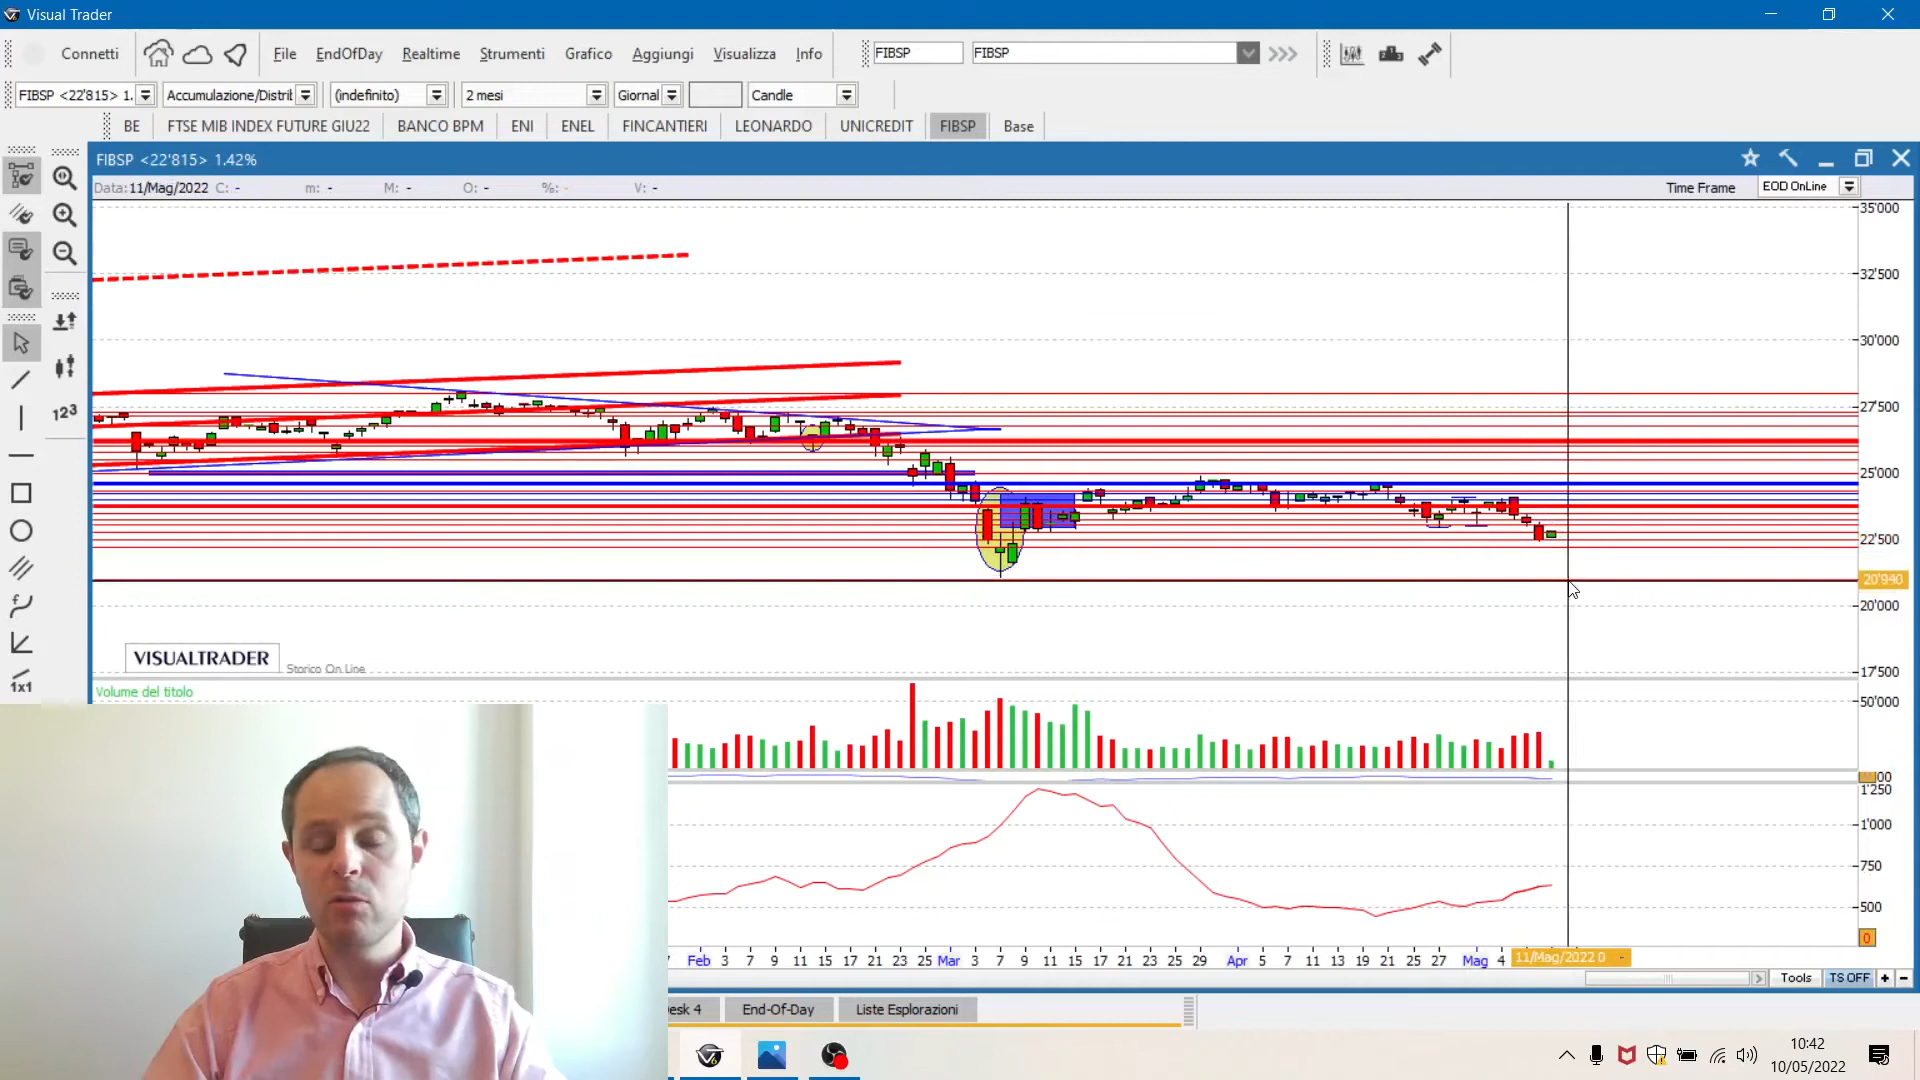 Visual Trader
Connetti File EndOfDay Realtime Strumenti Grafico Aggiungi Visualizza Info FIBSP FIBSP
FIBSP <22'815> 1. Accumulazione/Distrib (indefinito) 2 mesi Giornal Candle
BE FTSE MIB INDEX FUTURE GIU22 BANCO BPM ENI ENEL FINCANTIERI LEONARDO UNICREDIT FIBSP Base
FIBSP <22'815> 1.42%
Data:11/Mag/2022 C: - m: - M: - O: - %: - V: - Time Frame EOD OnLine
35'000
32'500
30'000
27'500
25'000
22'500
20'940
20'000
17'500
123
1x1
VISUALTRADER Storico On Line
Volume del titolo
50'000
1'250
1'000
750
500
0
Feb 3 7 9 11 15 17 21 23 25 Mar 3 7 9 11 15 17 21 23 25 29 Apr 5 7 11 13 19 21 25 27 Mag 4 11/Mag/2022 0 -
Tools TS OFF + -
esk 4 End-Of-Day Liste Esplorazioni
10:42
10/05/2022